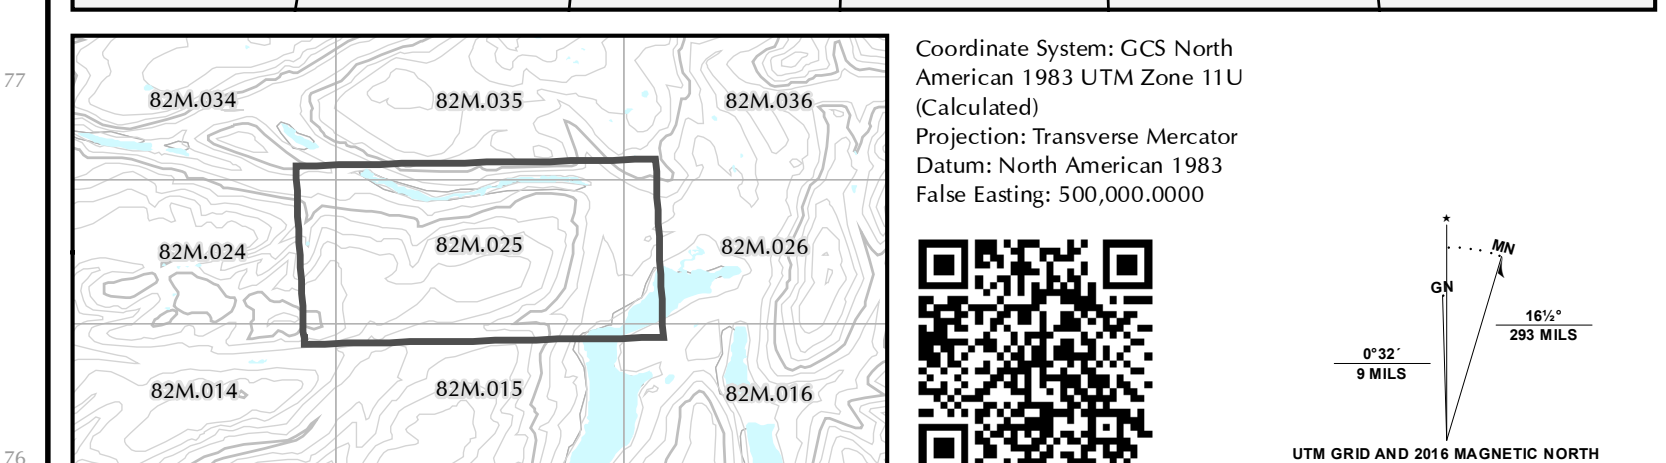 77
76
82M.034
82M.035
82M.036
82M.024
82M.025
82M.026
82M.014
82M.015
82M.016
Coordinate System: GCS North
American 1983 UTM Zone 11U
(Calculated)
Projection: Transverse Mercator
Datum: North American 1983
False Easting: 500,000.0000
MN
GN
16½°
293 MILS
0°32´
9 MILS
UTM GRID AND 2016 MAGNETIC NORTH